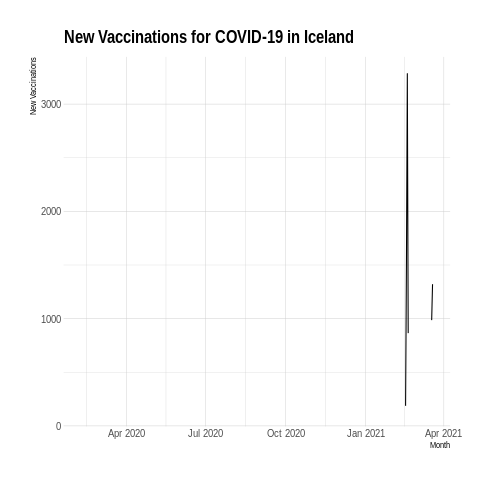 New Vaccinations for COVID-19 in Iceland
New Vaccinations
3000
2000
1000
0
Apr 2020 Jul 2020 Oct 2020 Jan 2021 Apr 2021
Month